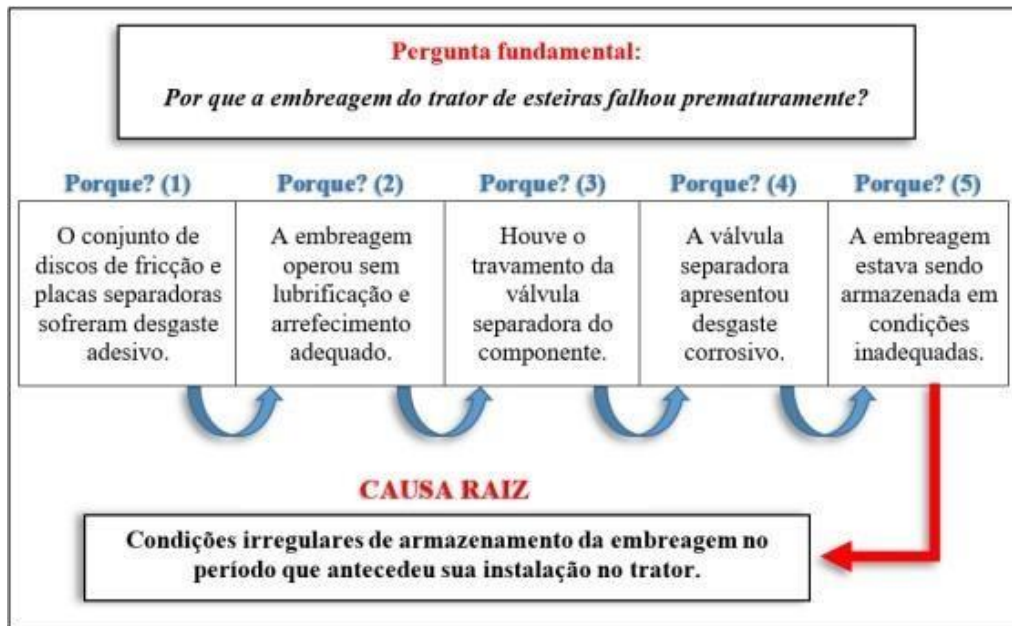 Pergunta fundamental:
Por que a embreagem do trator de esteiras falhou prematuramente?
Porque? (1)
O conjunto de
discos de fricção e
placas separadoras
sofreram desgaste
adesivo.
Porque? (2)
A embreagem
operou sem
lubrificação e
arrefecimento
adequado.
Porque? (3)
Houve o
travamento da
válvula
separadora do
componente.
Porque? (4)
A válvula
separadora
apresentou
desgaste
corrosivo.
Porque? (5)
A embreagem
estava sendo
armazenada em
condições
inadequadas.
CAUSA RAIZ
Condições irregulares de armazenamento da embreagem no
período que antecedeu sua instalação no trator.